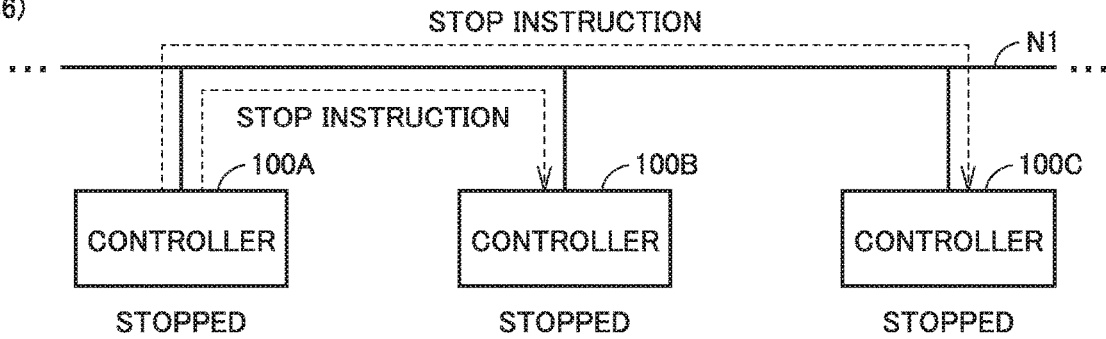 6)
STOP INSTRUCTION
N1
STOP INSTRUCTION
100A 100B 100C
CONTROLLER CONTROLLER CONTROLLER
STOPPED STOPPED STOPPED